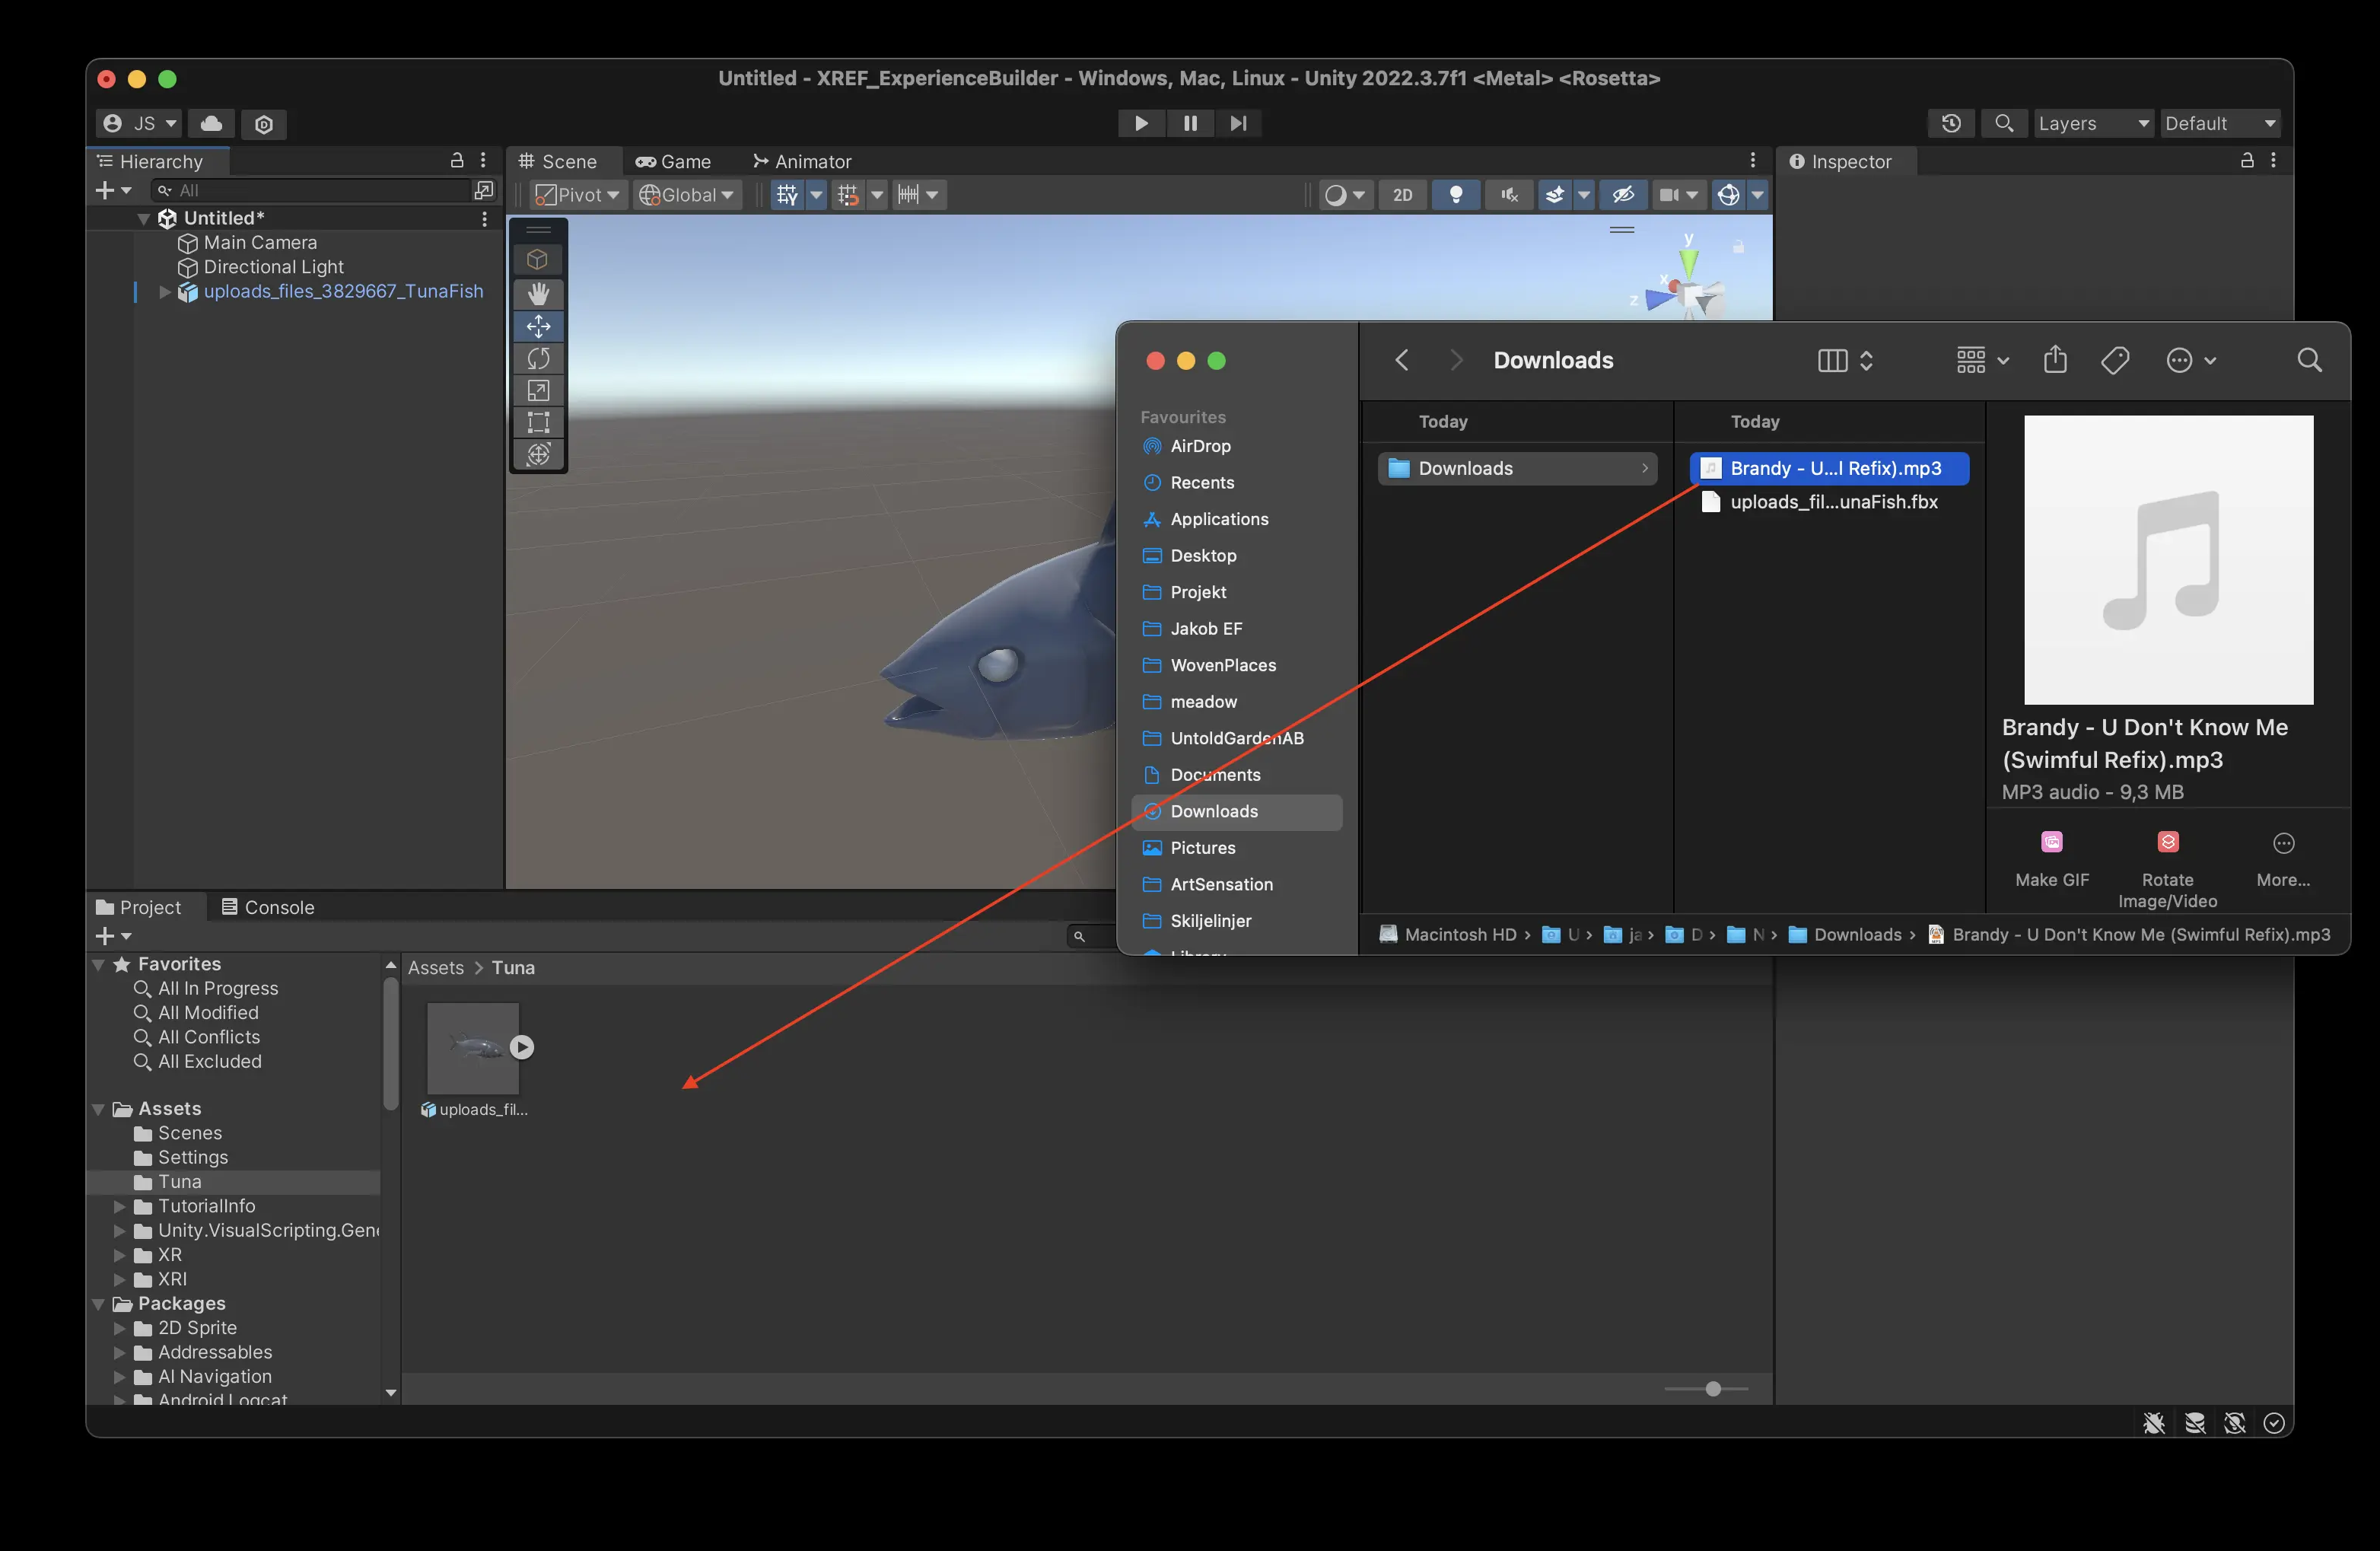 Untitled - XREF_ExperienceBuilder - Windows, Mac, Linux - Unity 2022.3.7f1 <Metal> <Rosetta>
JS
Layers
Default
Hierarchy
All
Untitled*
Main Camera
Directional Light
uploads_files_3829667_TunaFish
Scene
Game
Animator
Pivot
Global
2D
y
x
z
Inspector
Downloads
Favourites
AirDrop
Recents
Applications
Desktop
Projekt
Jakob EF
WovenPlaces
meadow
UntoldGardenAB
Documents
Downloads
Pictures
ArtSensation
Skiljelinjer
Library
Today
Downloads
Today
Brandy - U...l Refix).mp3
uploads_fil...unaFish.fbx
Brandy - U Don't Know Me
(Swimful Refix).mp3
MP3 audio - 9,3 MB
Make GIF
Rotate
Image/Video
More...
Macintosh HD › U › ja › D › N › Downloads › Brandy - U Don't Know Me (Swimful Refix).mp3
Project
Console
Favorites
All In Progress
All Modified
All Conflicts
All Excluded
Assets
Scenes
Settings
Tuna
TutorialInfo
Unity.VisualScripting.Gene
XR
XRI
Packages
2D Sprite
Addressables
AI Navigation
Android Logcat
Assets > Tuna
uploads_fil...